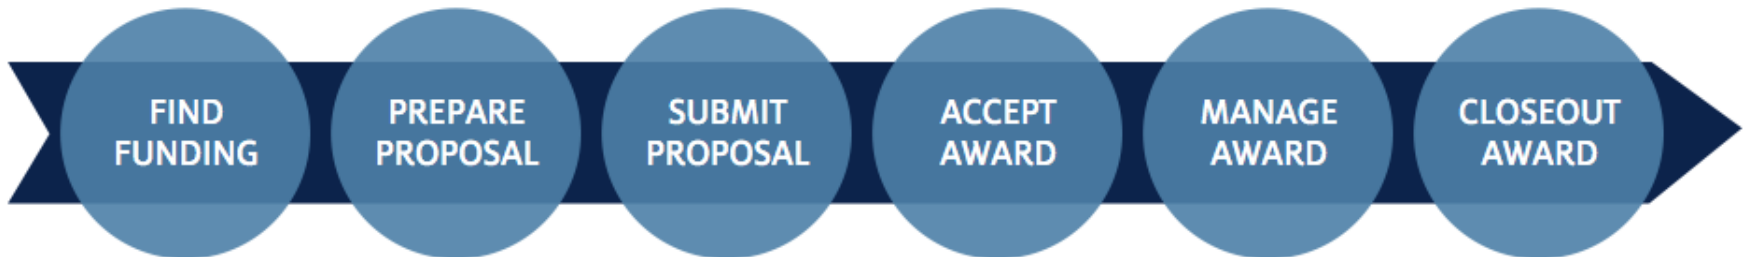 FIND
FUNDING
PREPARE
PROPOSAL
SUBMIT
PROPOSAL
ACCEPT
AWARD
MANAGE
AWARD
CLOSEOUT
AWARD